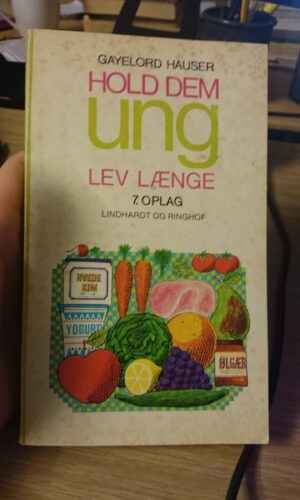 GAYELORD HAUSER
HOLD DEM
ung
LEV LÆNGE
7. OPLAG
LINDHARDT OG RINGHOF
HVEDE
KIM
YOGURT
ØLGÆR